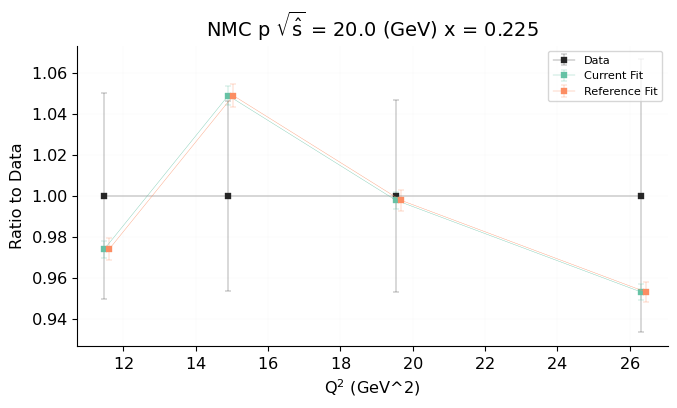 NMC p √ŝ = 20.0 (GeV) x = 0.225
Data
Current Fit
Reference Fit
Ratio to Data
1.06
1.04
1.02
1.00
0.98
0.96
0.94
12 14 16 18 20 22 24 26
Q² (GeV^2)